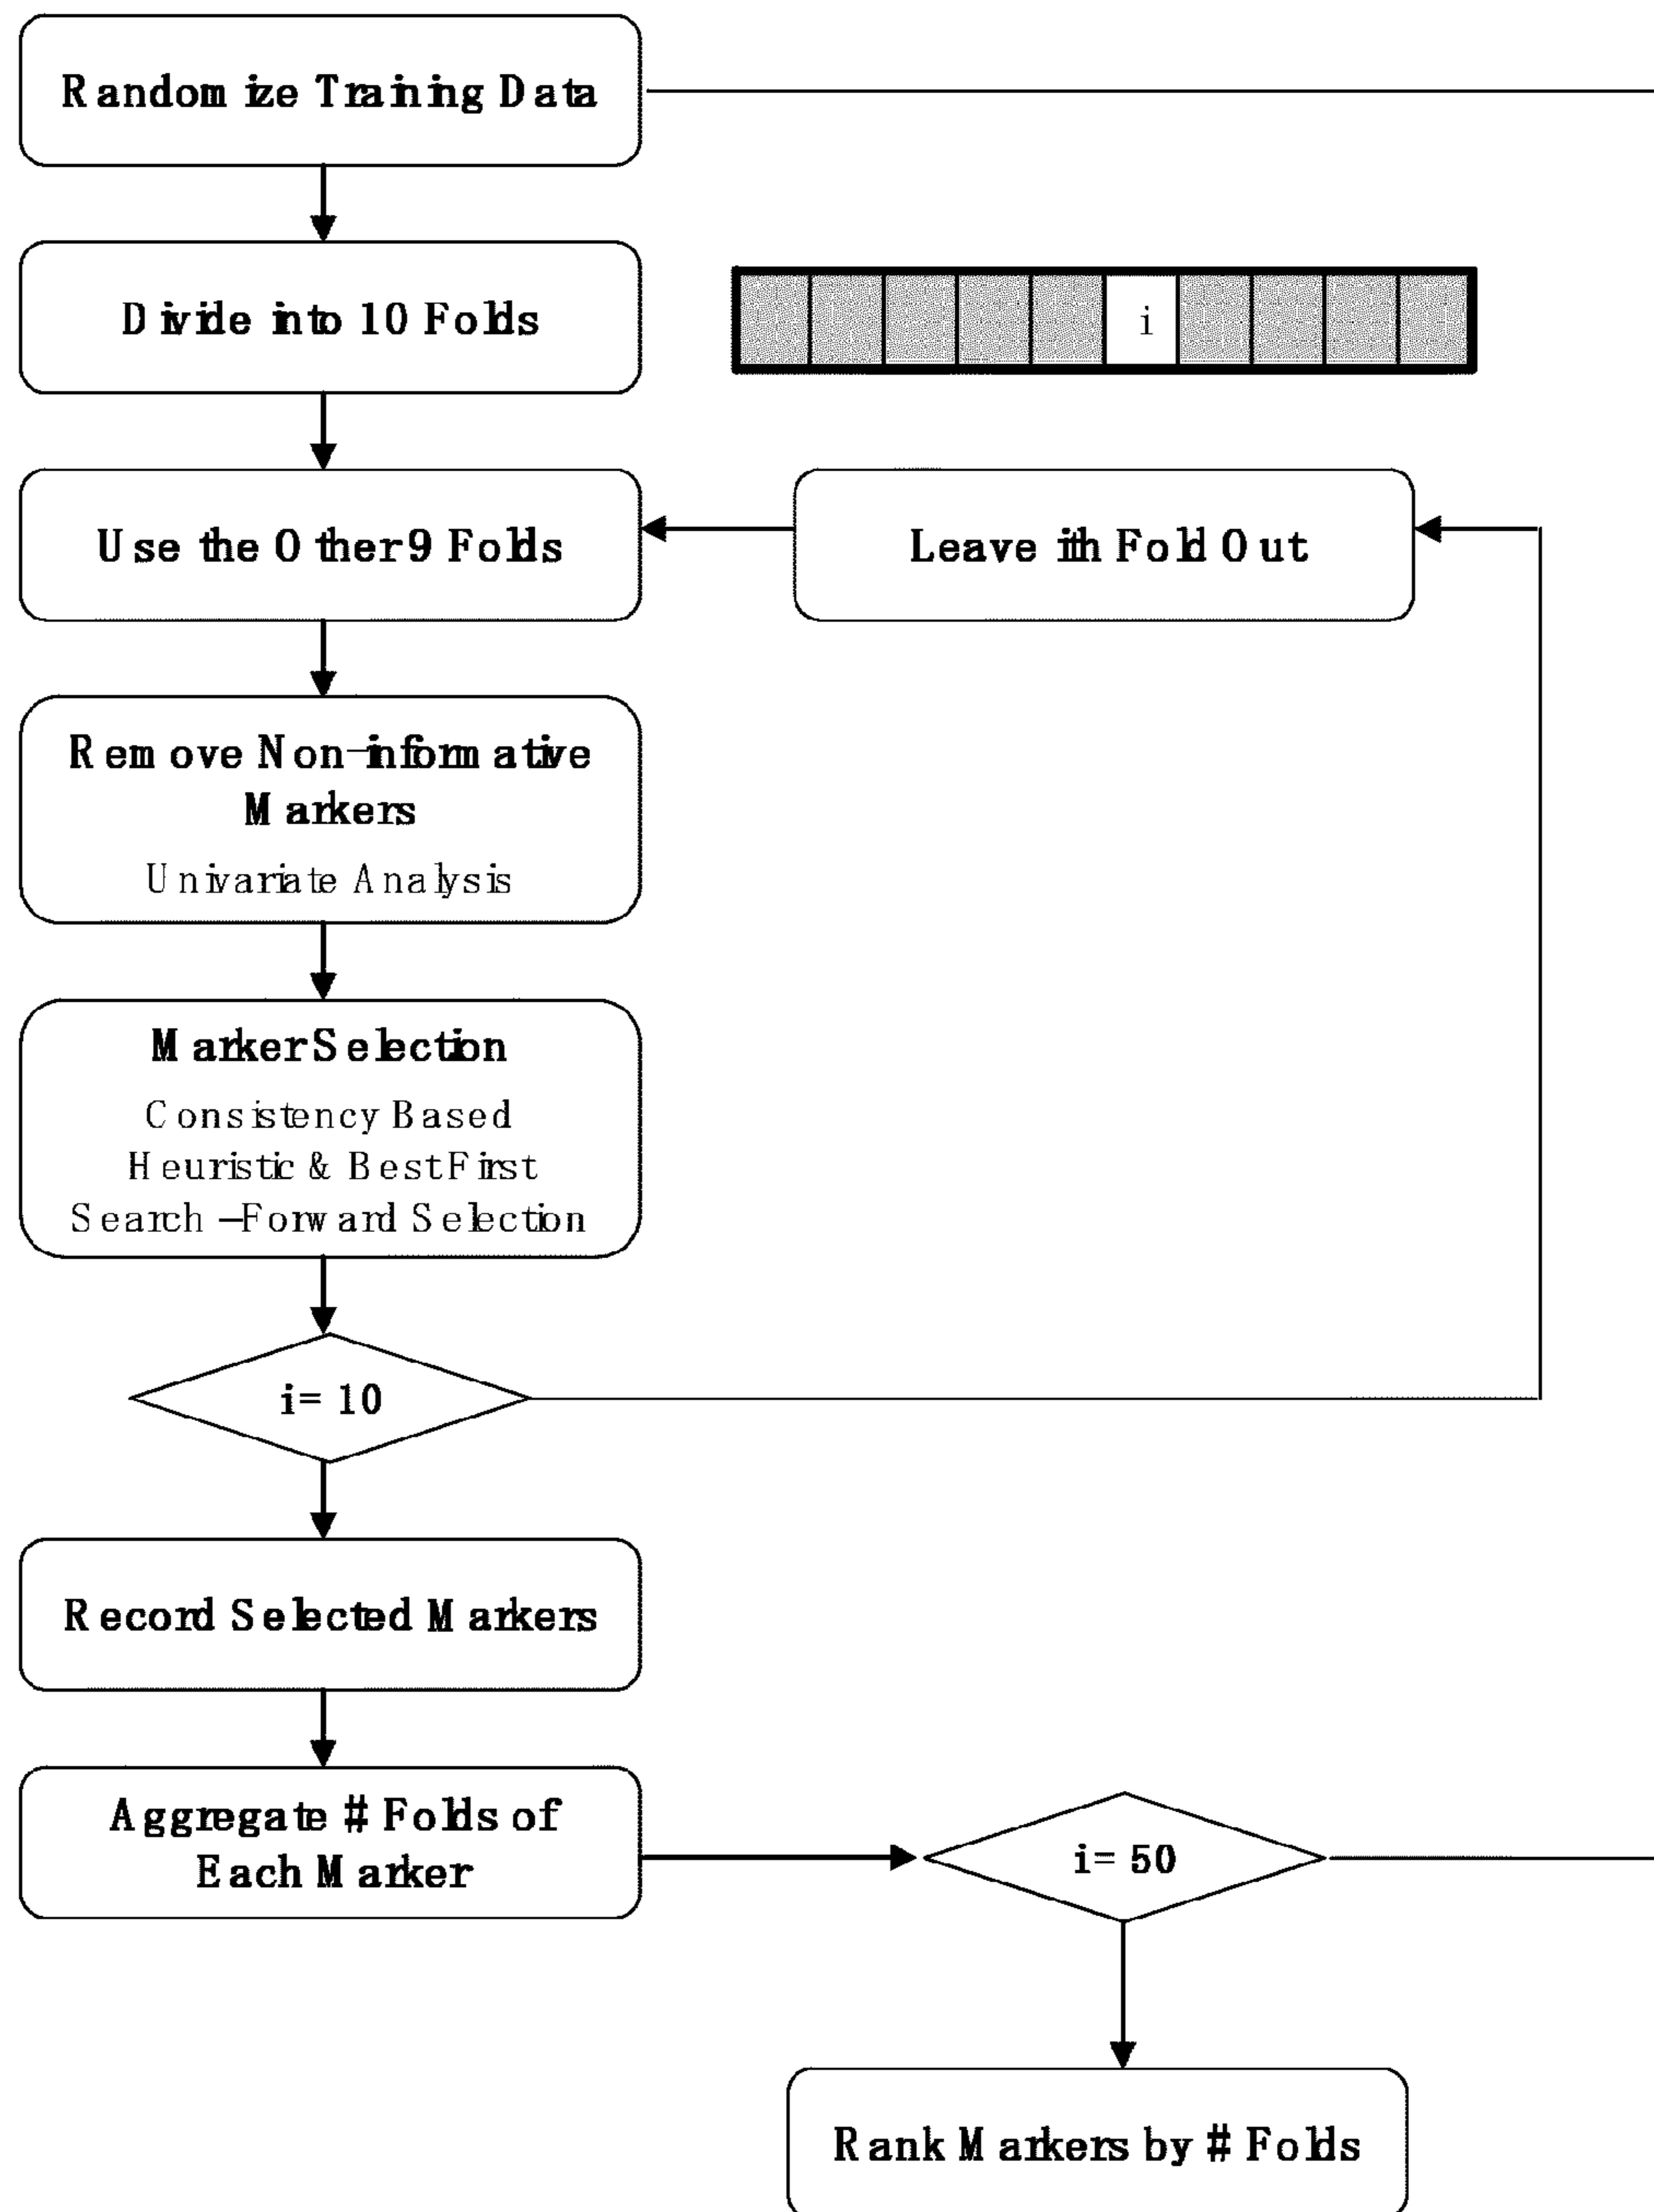 Randomize Training Data
Divide into 10 Folds
i
Use the Other 9 Folds
Leave ith Fold Out
Remove Non-informative
Markers
Univariate Analysis
Marker Selection
Consistency Based
Heuristic & Best First
Search – Forward Selection
i = 10
Record Selected Markers
Aggregate # Folds of
Each Marker
i = 50
Rank Markers by # Folds